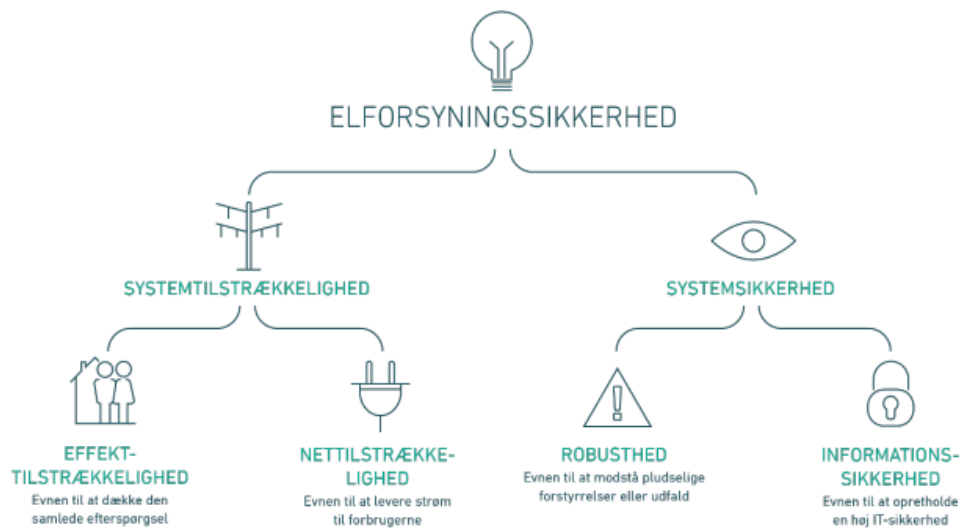 ELFORSYNINGSSIKKERHED
SYSTEMTILSTRÆKKELIGHED
SYSTEMSIKKERHED
EFFEKT-
TILSTRÆKKELIGHED
Evnen til at dække den
samlede efterspørgsel
NETTILSTRÆKKE-
LIGHED
Evnen til at levere strøm
til forbrugerne
ROBUSTHED
Evnen til at modstå pludselige
forstyrrelser eller udfald
INFORMATIONS-
SIKKERHED
Evnen til at opretholde
en høj IT-sikkerhed